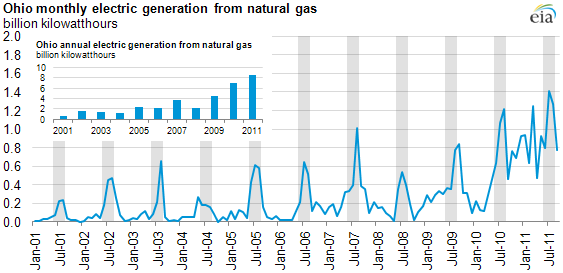 Ohio monthly electric generation from natural gas
billion kilowatthours
eia
2.0
1.8
1.6
1.4
1.2
1.0
0.8
0.6
0.4
0.2
0.0
Ohio annual electric generation from natural gas
billion kilowatthours
10
8
6
4
2
0
2001 2003 2005 2007 2009 2011
Jan-01 Jul-01 Jan-02 Jul-02 Jan-03 Jul-03 Jan-04 Jul-04 Jan-05 Jul-05 Jan-06 Jul-06 Jan-07 Jul-07 Jan-08 Jul-08 Jan-09 Jul-09 Jan-10 Jul-10 Jan-11 Jul-11